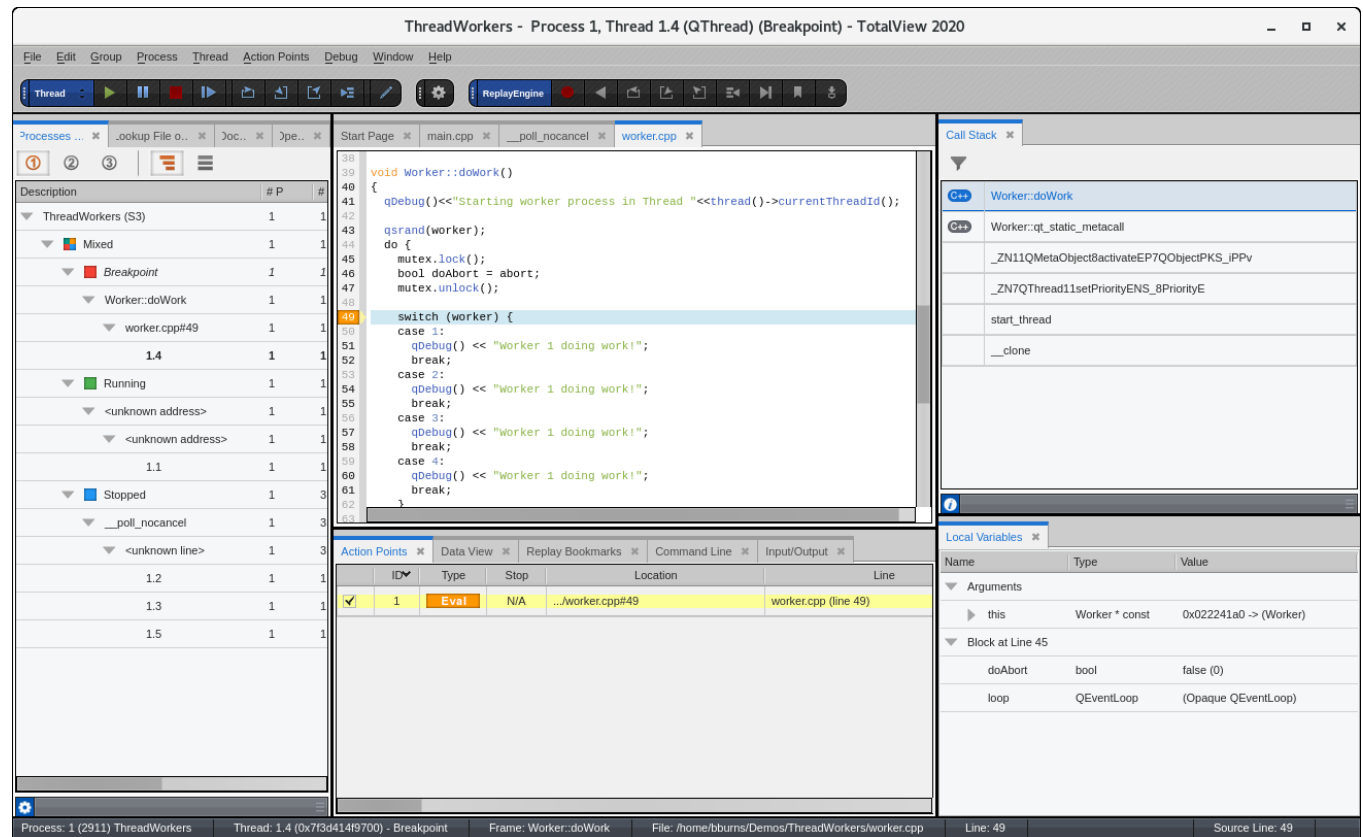 ThreadWorkers - Process 1, Thread 1.4 (QThread) (Breakpoint) - TotalView 2020
File Edit Group Process Thread Action Points Debug Window Help
Thread ReplayEngine
Processes ... Lookup File o... Doc.. Ope..
1 2 3
Description # P #
ThreadWorkers (S3) 1 1
Mixed 1 1
Breakpoint 1 1
Worker::doWork 1 1
worker.cpp#49 1 1
1.4 1 1
Running 1 1
<unknown address> 1 1
<unknown address> 1 1
1.1 1 1
Stopped 1 3
__poll_nocancel 1 3
<unknown line> 1 3
1.2 1 1
1.3 1 1
1.5 1 1
Start Page main.cpp __poll_nocancel worker.cpp
38
39 void Worker::doWork()
40 {
41 qDebug()<<"Starting worker process in Thread "<<thread()->currentThreadId();
42
43 qsrand(worker);
44 do {
45 mutex.lock();
46 bool doAbort = abort;
47 mutex.unlock();
48
49 switch (worker) {
50 case 1:
51 qDebug() << "Worker 1 doing work!";
52 break;
53 case 2:
54 qDebug() << "Worker 1 doing work!";
55 break;
56 case 3:
57 qDebug() << "Worker 1 doing work!";
58 break;
59 case 4:
60 qDebug() << "Worker 1 doing work!";
61 break;
62 }
63
Action Points Data View Replay Bookmarks Command Line Input/Output
ID Type Stop Location Line
1 Eval N/A .../worker.cpp#49 worker.cpp (line 49)
Call Stack
C++ Worker::doWork
C++ Worker::qt_static_metacall
_ZN11QMetaObject8activateEP7QObjectPKS_iPPv
_ZN7QThread11setPriorityENS_8PriorityE
start_thread
__clone
Local Variables
Name Type Value
Arguments
this Worker * const 0x022241a0 -> (Worker)
Block at Line 45
doAbort bool false (0)
loop QEventLoop (Opaque QEventLoop)
Process: 1 (2911) ThreadWorkers Thread: 1.4 (0x7f3d414f9700) - Breakpoint Frame: Worker::doWork File: /home/bburns/Demos/ThreadWorkers/worker.cpp Line: 49 Source Line: 49